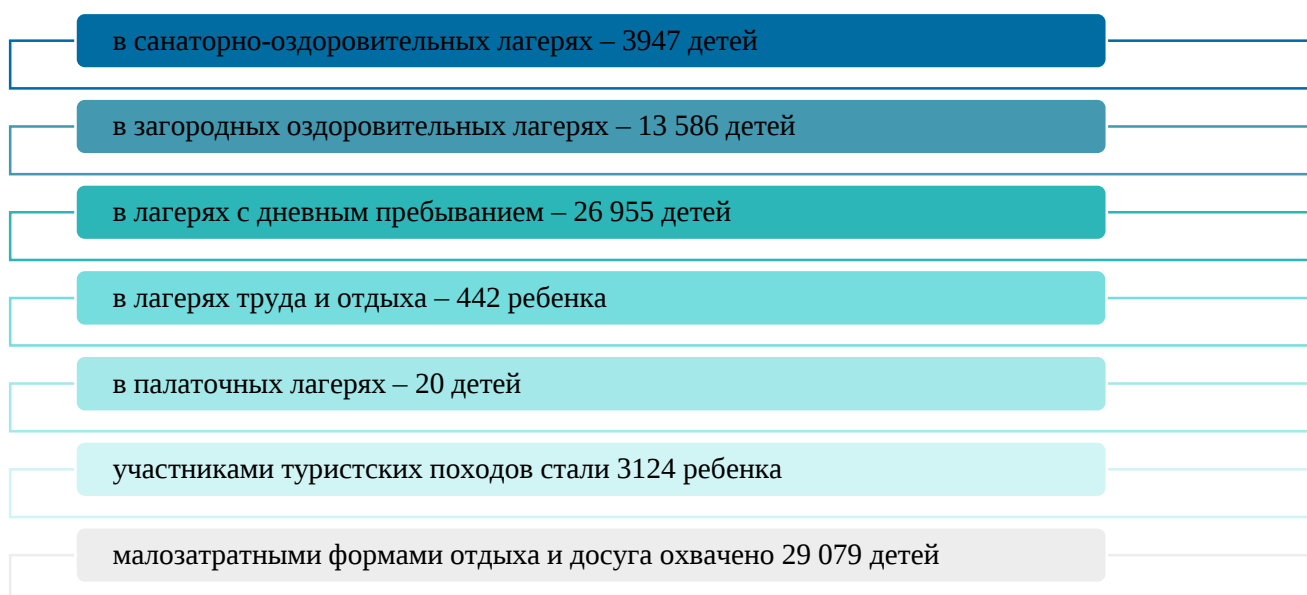 в санаторно-оздоровительных лагерях – 3947 детей
в загородных оздоровительных лагерях – 13 586 детей
в лагерях с дневным пребыванием – 26 955 детей
в лагерях труда и отдыха – 442 ребенка
в палаточных лагерях – 20 детей
участниками туристских походов стали 3124 ребенка
малозатратными формами отдыха и досуга охвачено 29 079 детей